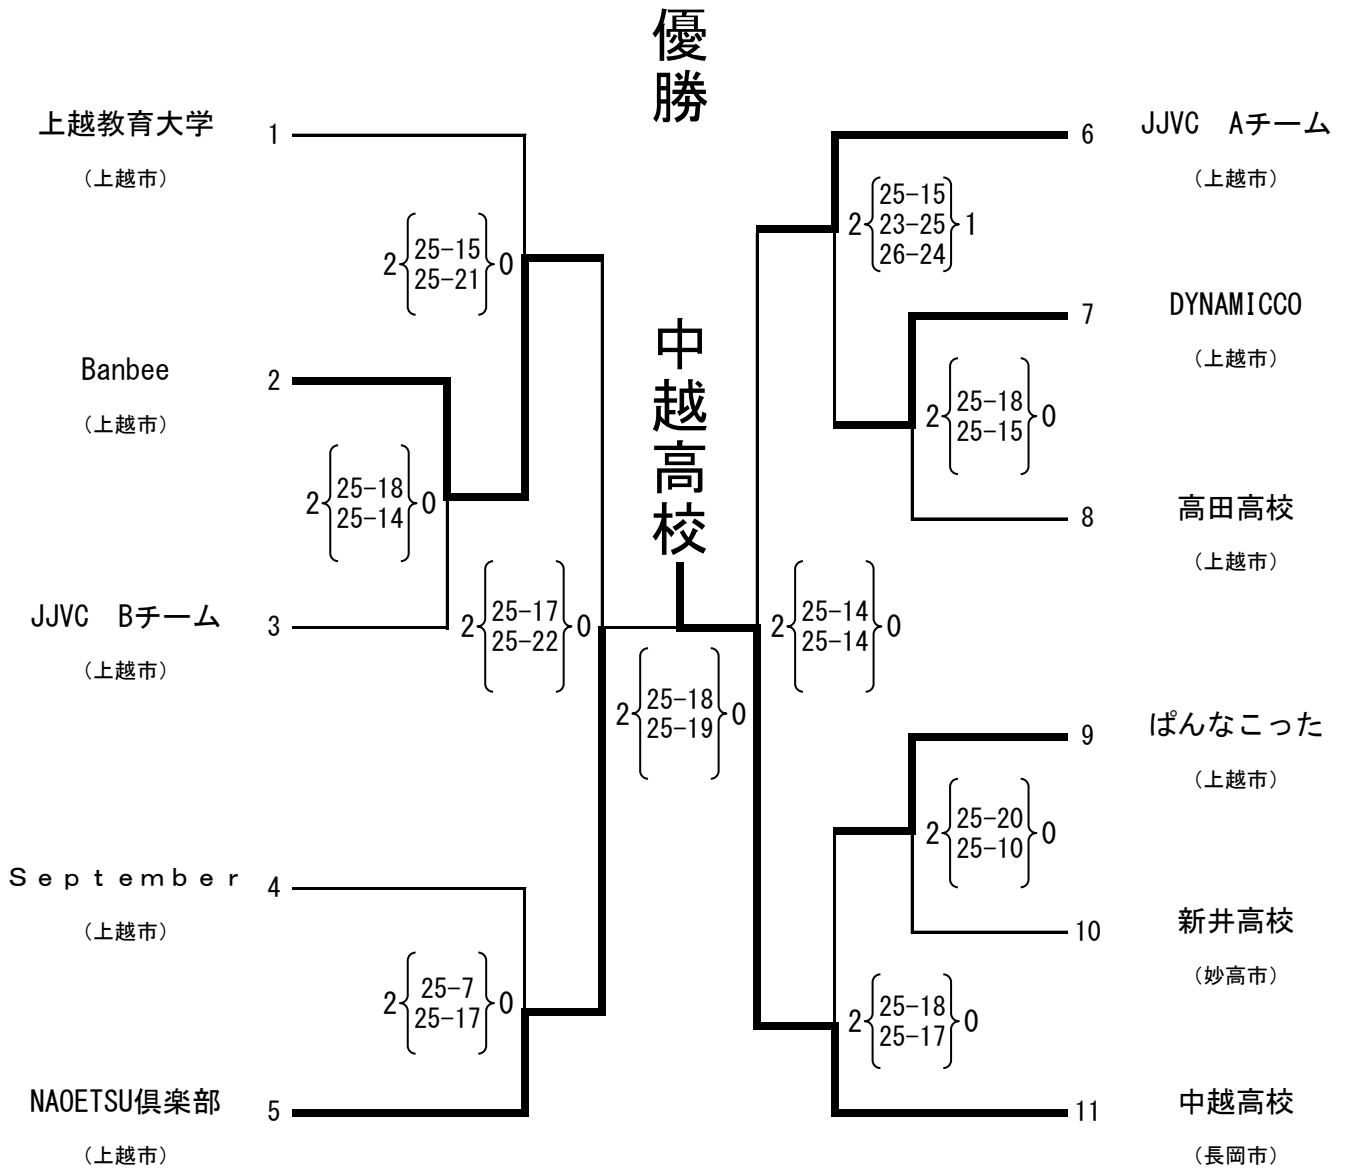 優勝
中越高校
上越教育大学 1
(上越市)
2 25-15 0
25-21
Banbee 2
(上越市)
2 25-18 0
25-14
JJVC Bチーム 3
(上越市)
2 25-17 0
25-22
September 4
(上越市)
2 25-7 0
25-17
NAOETSU倶楽部 5
(上越市)
2 25-18 0
25-19
6 JJVC Aチーム
(上越市)
25-15
2 23-25 1
26-24
7 DYNAMICCO
(上越市)
2 25-18 0
25-15
8 高田高校
(上越市)
2 25-14 0
25-14
9 ぱんなこった
(上越市)
2 25-20 0
25-10
10 新井高校
(妙高市)
2 25-18 0
25-17
11 中越高校
(長岡市)